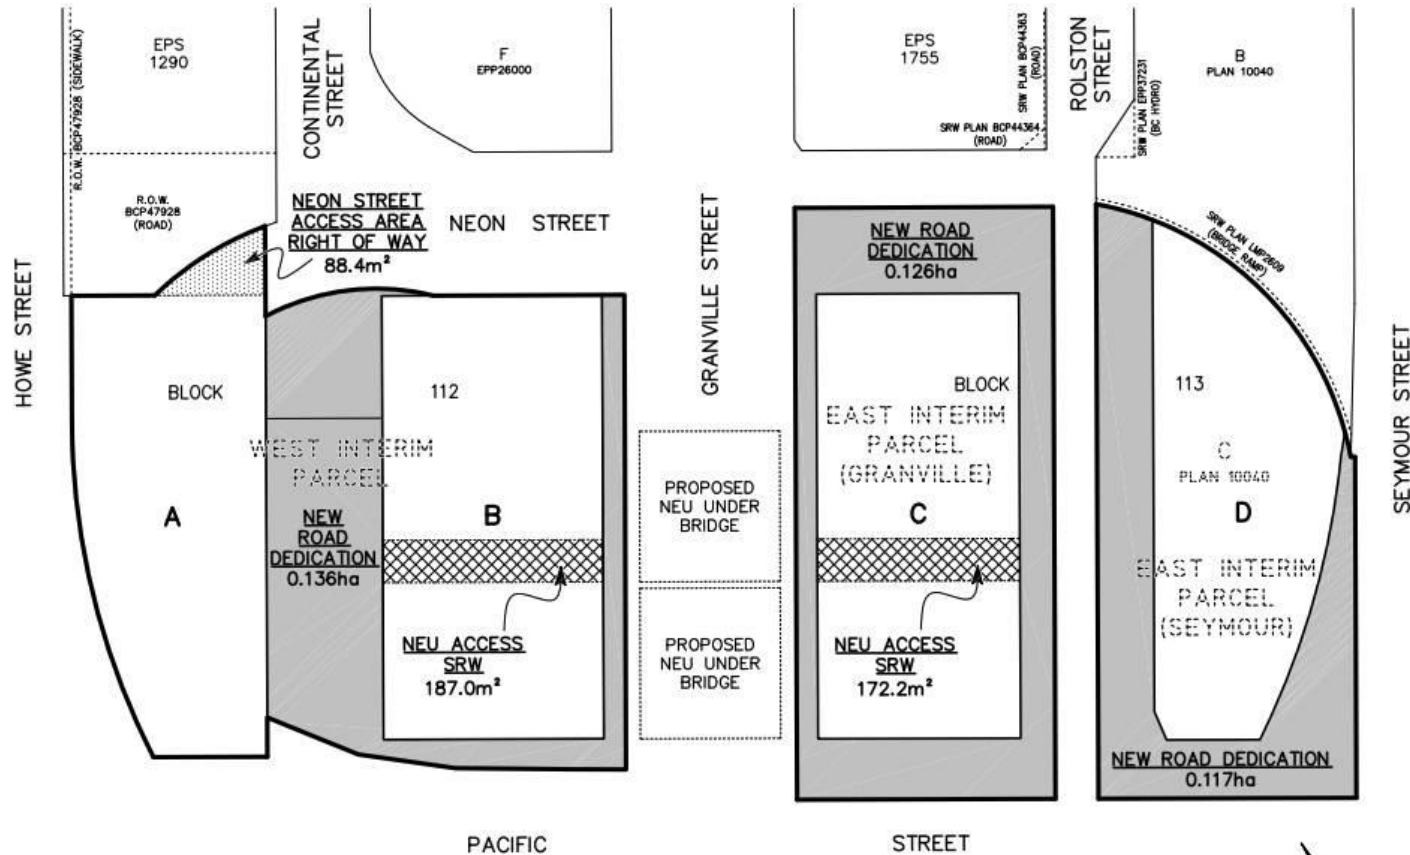 EPS
1290
R.O.W. BCP47928 (SIDEWALK)
CONTINENTAL
STREET
F
EPP26000
EPS
1755
SRW PLAN BCP44363
(ROAD)
SRW PLAN BCP44364
(ROAD)
ROLSTON
STREET
B
PLAN 10040
SRW PLAN EPP37231
(BC HYDRO)
R.O.W.
BCP47928
(ROAD)
NEON STREET
ACCESS AREA
RIGHT OF WAY
88.4m²
NEON STREET
GRANVILLE STREET
NEW ROAD
DEDICATION
0.126ha
SRW PLAN LMP2609
(BRIDGE RAMP)
HOWE STREET
SEYMOUR STREET
BLOCK
112
BLOCK
113
WEST INTERIM
PARCEL
EAST INTERIM
PARCEL
(GRANVILLE)
C
PLAN 10040
A
NEW
ROAD
DEDICATION
0.136ha
B
PROPOSED
NEU UNDER
BRIDGE
C
D
EAST INTERIM
PARCEL
(SEYMOUR)
NEU ACCESS
SRW
187.0m²
PROPOSED
NEU UNDER
BRIDGE
NEU ACCESS
SRW
172.2m²
NEW ROAD DEDICATION
0.117ha
PACIFIC STREET